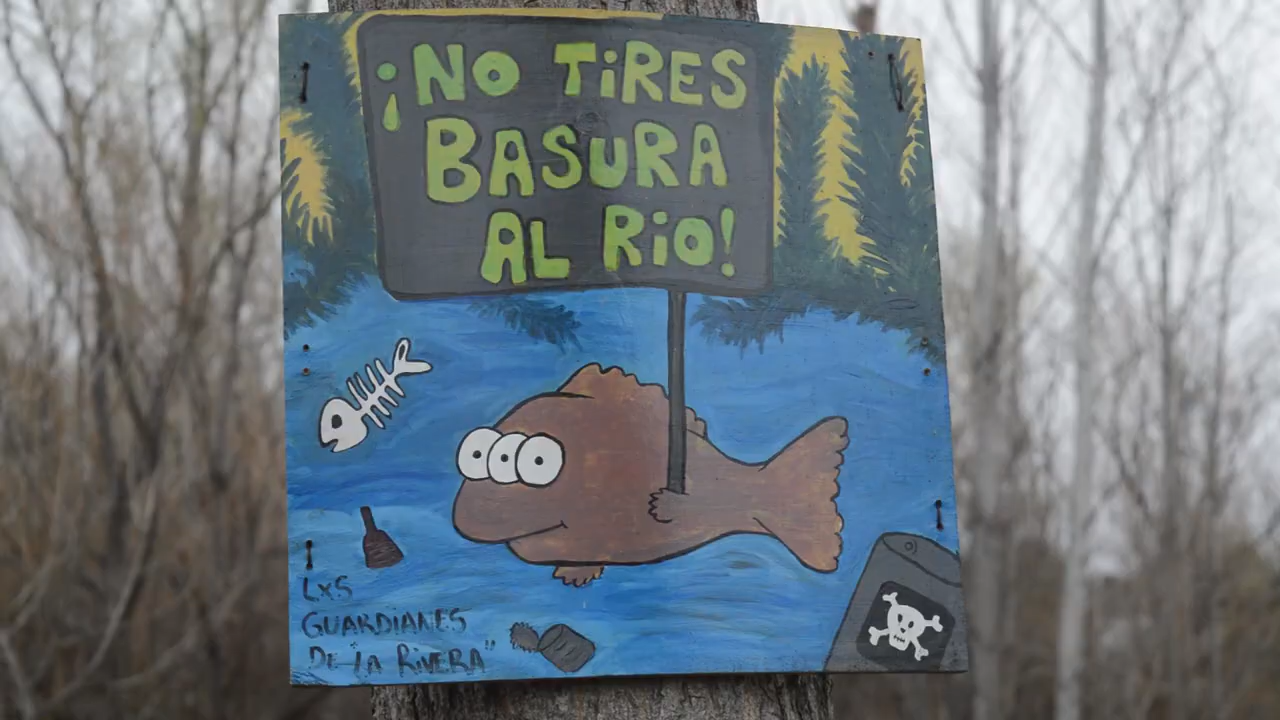 ¡NO TiRES
BASURA
AL RiO!
LxS
GUARDIANES
DE "LA RiVERA"